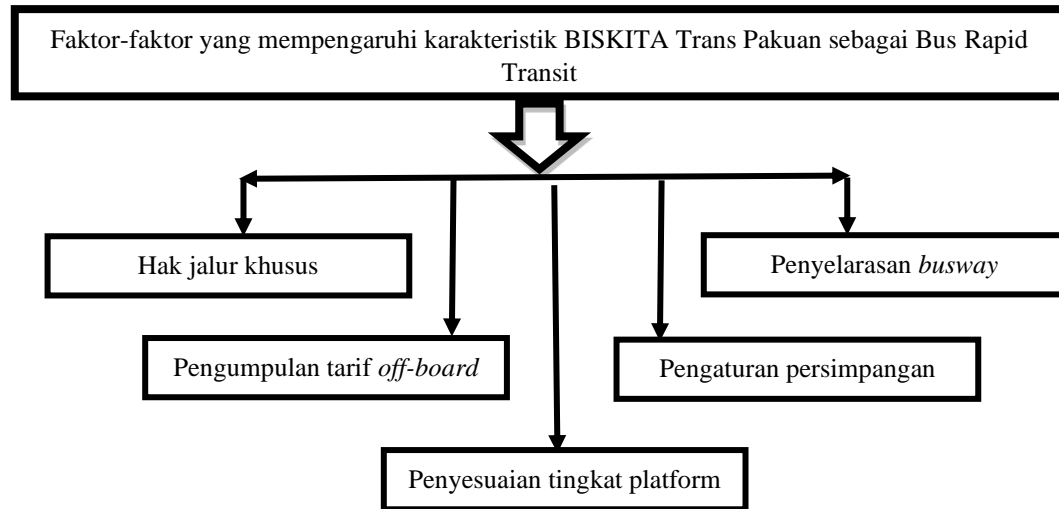 Faktor-faktor yang mempengaruhi karakteristik BISKITA Trans Pakuan sebagai Bus Rapid
Transit
Hak jalur khusus
Penyelarasan busway
Pengumpulan tarif off-board
Pengaturan persimpangan
Penyesuaian tingkat platform